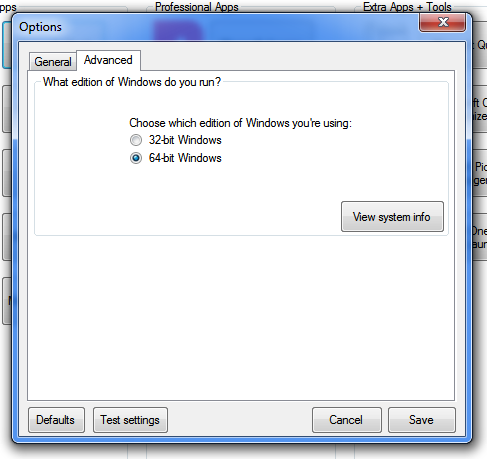 pps
Professional Apps
Extra Apps + Tools
Options
General
Advanced
What edition of Windows do you run?
Choose which edition of Windows you're using:
32-bit Windows
64-bit Windows
View system info
Defaults
Test settings
Cancel
Save